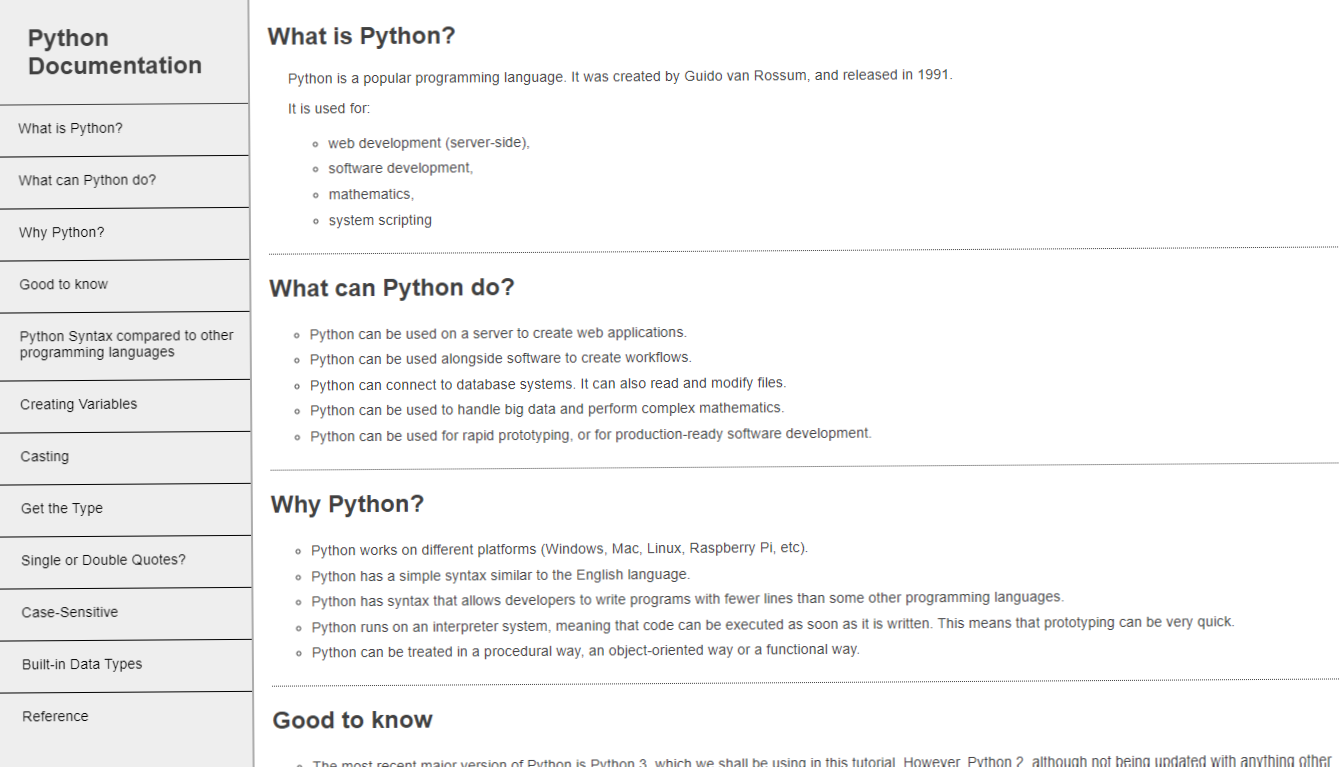 Python
Documentation
What is Python?
What can Python do?
Why Python?
Good to know
Python Syntax compared to other
programming languages
Creating Variables
Casting
Get the Type
Single or Double Quotes?
Case-Sensitive
Built-in Data Types
Reference
What is Python?
Python is a popular programming language. It was created by Guido van Rossum, and released in 1991.
It is used for:
web development (server-side),
software development,
mathematics,
system scripting
What can Python do?
Python can be used on a server to create web applications.
Python can be used alongside software to create workflows.
Python can connect to database systems. It can also read and modify files.
Python can be used to handle big data and perform complex mathematics.
Python can be used for rapid prototyping, or for production-ready software development.
Why Python?
Python works on different platforms (Windows, Mac, Linux, Raspberry Pi, etc).
Python has a simple syntax similar to the English language.
Python has syntax that allows developers to write programs with fewer lines than some other programming languages.
Python runs on an interpreter system, meaning that code can be executed as soon as it is written. This means that prototyping can be very quick.
Python can be treated in a procedural way, an object-oriented way or a functional way.
Good to know
The most recent major version of Python is Python 3, which we shall be using in this tutorial. However, Python 2, although not being updated with anything other